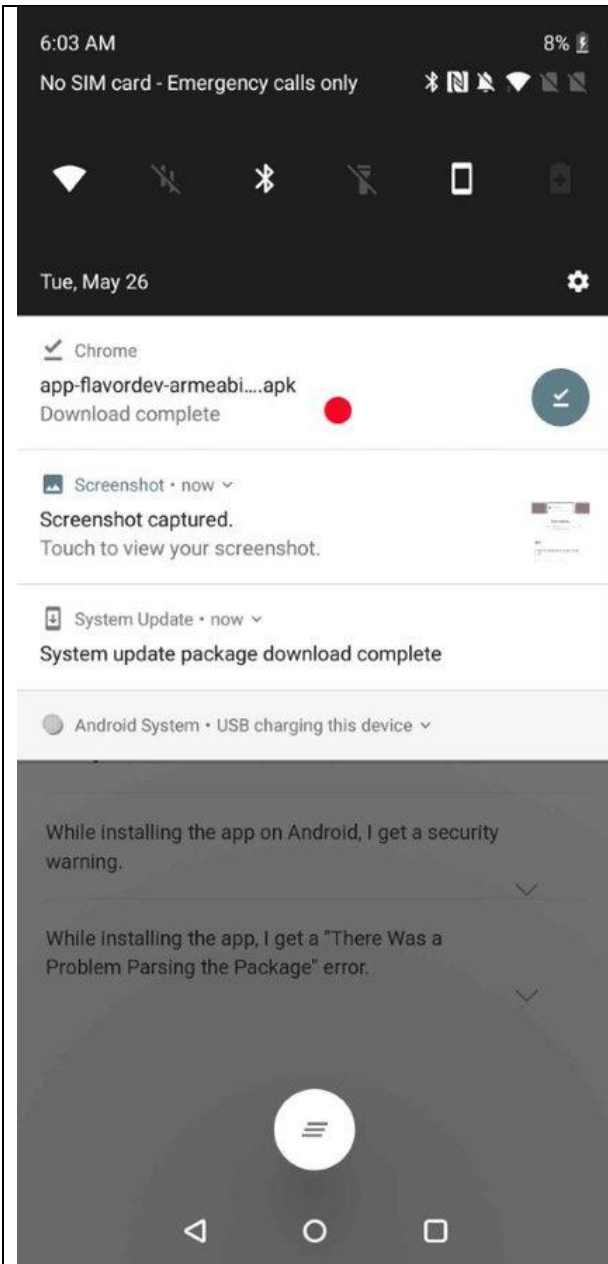 6:03 AM
8%
No SIM card - Emergency calls only
Tue, May 26
Chrome
app-flavordev-armeabi....apk
Download complete
Screenshot • now
Screenshot captured.
Touch to view your screenshot.
System Update • now
System update package download complete
Android System • USB charging this device
While installing the app on Android, I get a security
warning.
While installing the app, I get a "There Was a
Problem Parsing the Package" error.